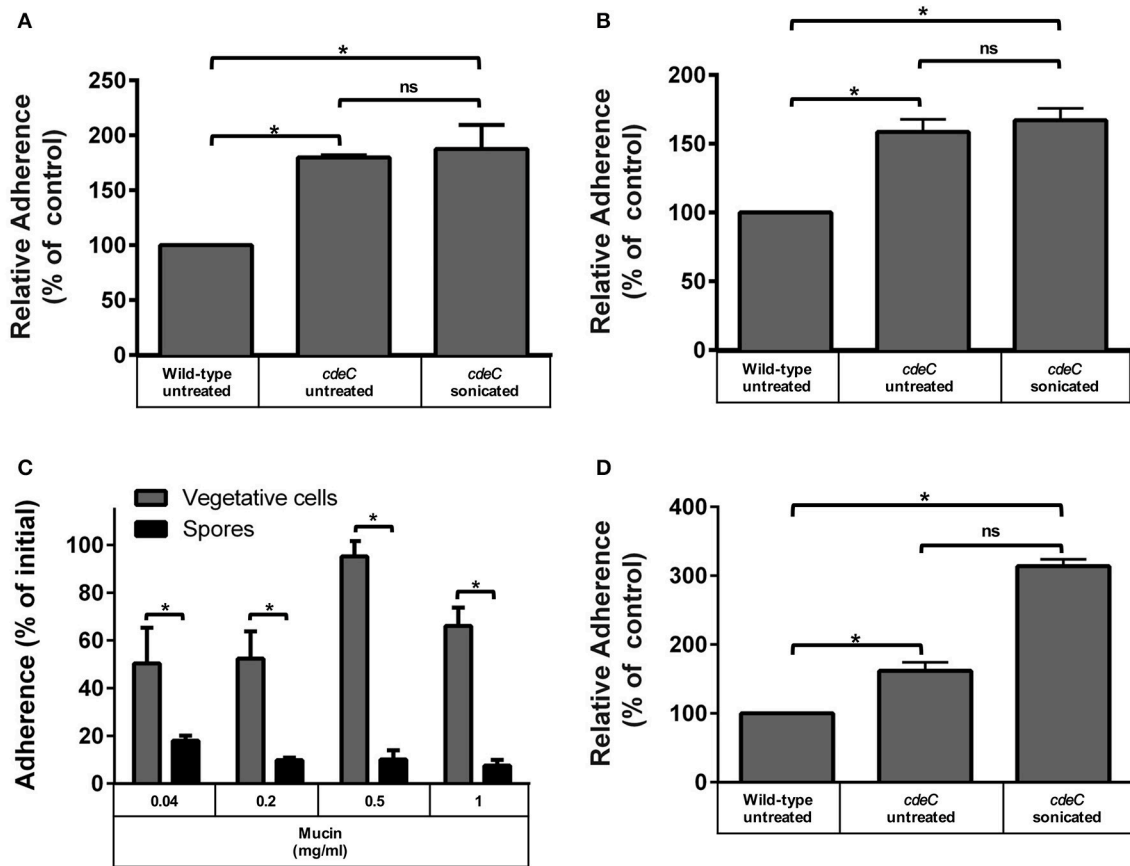 A
*
ns
*
250
200
150
100
50
0
Relative Adherence
(% of control)
Wild-type untreated
cdeC untreated
cdeC sonicated
B
*
ns
*
200
150
100
50
0
Relative Adherence
(% of control)
Wild-type untreated
cdeC untreated
cdeC sonicated
C
Vegetative cells
Spores
*
*
*
*
100
80
60
40
20
0
Adherence (% of initial)
0.04
0.2
0.5
1
Mucin
(mg/ml)
D
*
ns
*
400
300
200
100
0
Relative Adherence
(% of control)
Wild-type untreated
cdeC untreated
cdeC sonicated